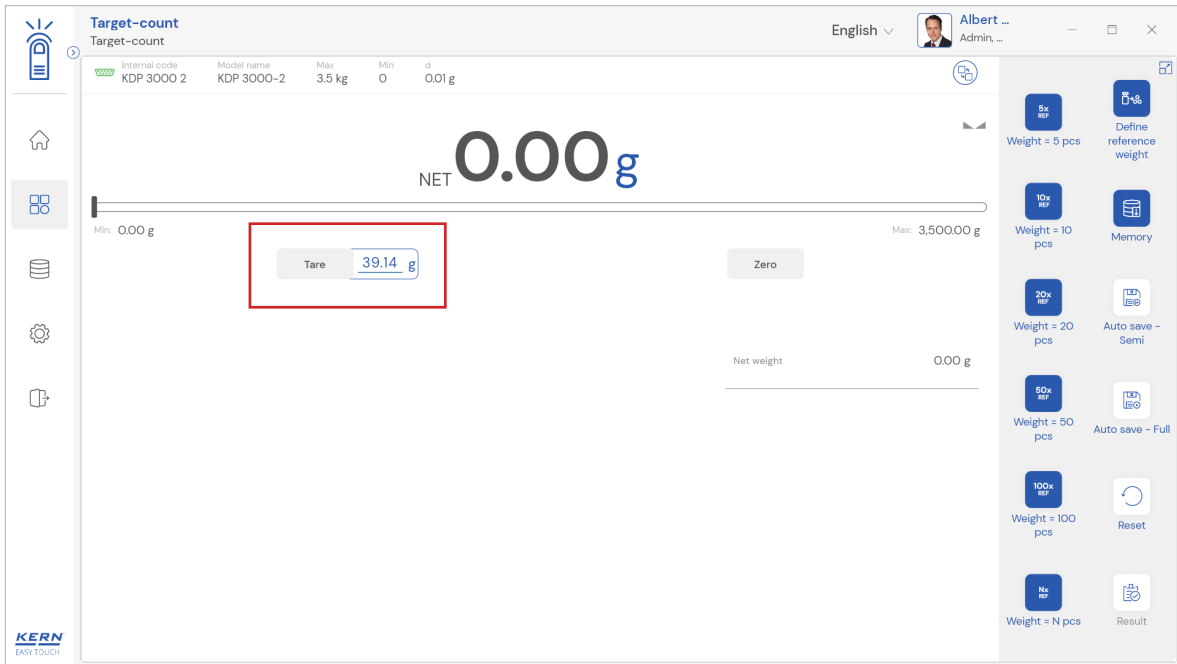 Target-count
Target-count
English
Albert ...
Admin, ...
Internal code
KDP 3000 2
Model name
KDP 3000-2
Max
3.5 kg
Min
0
d
0.01 g
NET 0.00 g
Min: 0.00 g
Max: 3,500.00 g
Tare 39.14 g
Zero
Net weight 0.00 g
5x
REF
Weight = 5 pcs
Define
reference
weight
10x
REF
Weight = 10
pcs
Memory
20x
REF
Weight = 20
pcs
Auto save -
Semi
50x
REF
Weight = 50
pcs
Auto save - Full
100x
REF
Weight = 100
pcs
Reset
Nx
REF
Weight = N pcs
Result
KERN
EASY TOUCH